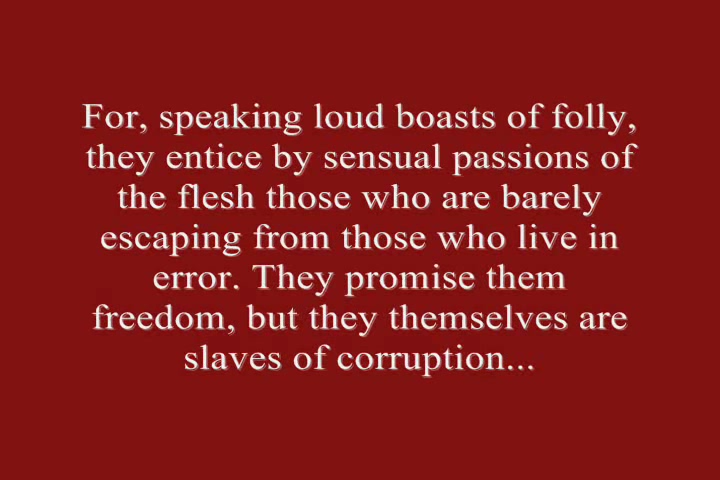 For, speaking loud boasts of folly,
they entice by sensual passions of
the flesh those who are barely
escaping from those who live in
error. They promise them
freedom, but they themselves are
slaves of corruption...